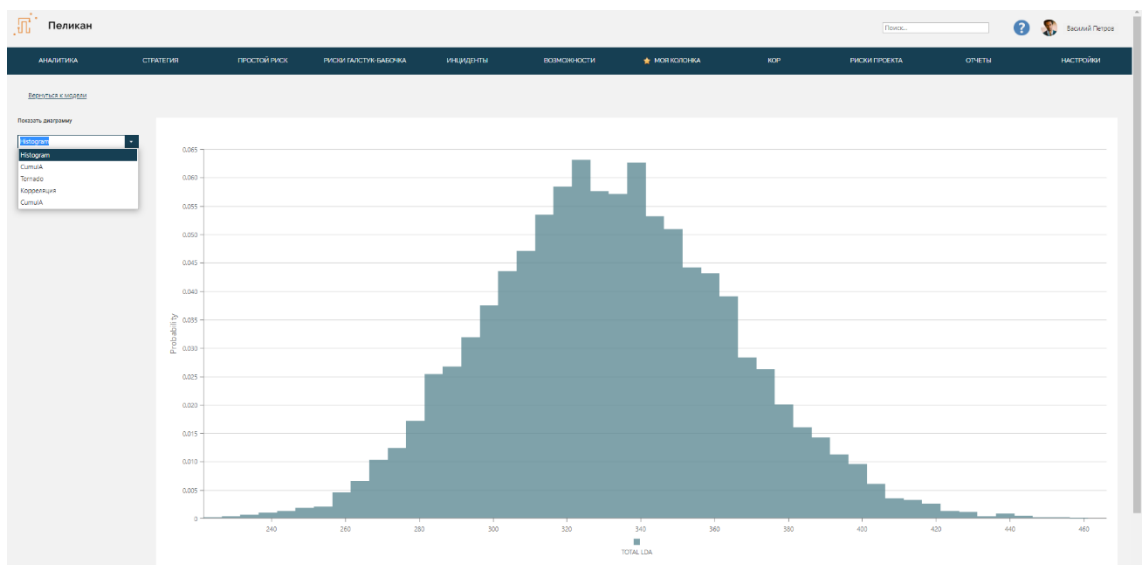 Пеликан
Поиск...
?
Василий Петров
АНАЛИТИКА СТРАТЕГИЯ ПРОСТОЙ РИСК РИСКИ ГАЛСТУК-БАБОЧКА ИНЦИДЕНТЫ ВОЗМОЖНОСТИ МОЯ КОЛОНКА КОР РИСКИ ПРОЕКТА ОТЧЕТЫ НАСТРОЙКИ
Вернуться к модели
Показать диаграмму
Histogram
Histogram
CumulA
Tornado
Корреляция
CumulA
0.065
0.060
0.055
0.050
0.045
0.040
0.035
0.030
0.025
0.020
0.015
0.010
0.005
0
Probability
240 260 280 300 320 340 360 380 400 420 440 460
TOTAL LDA